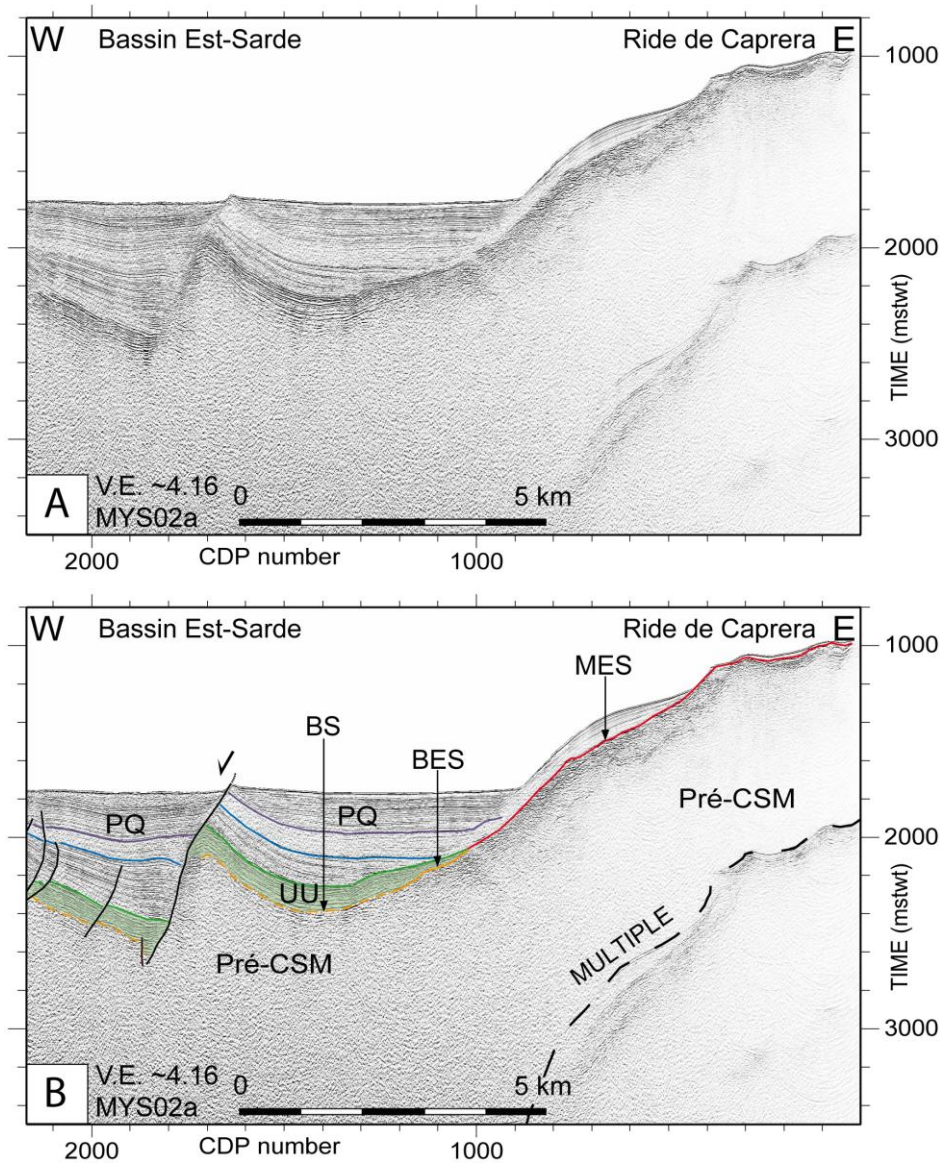 W Bassin Est-Sarde Ride de Caprera E
1000
2000
TIME (mstwt)
3000
A V.E. ~4.16 0 5 km
MYS02a
2000 CDP number 1000
W Bassin Est-Sarde Ride de Caprera E
1000
MES
BS
BES
PQ PQ Pré-CSM
2000
UU
TIME (mstwt)
Pré-CSM MULTIPLE
3000
B V.E. ~4.16 0 5 km
MYS02a
2000 CDP number 1000